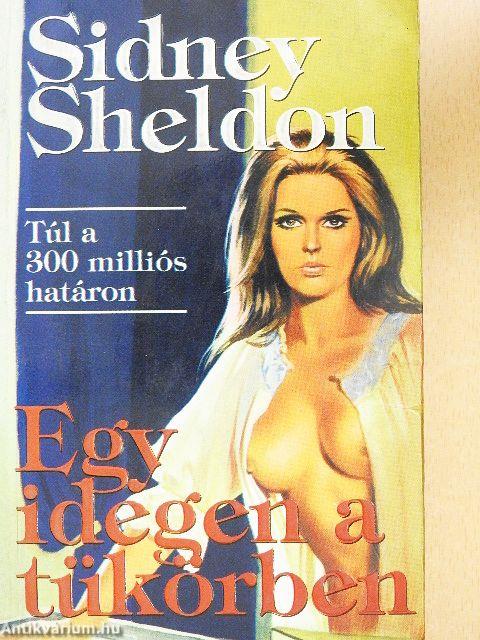 Sidney
Sheldon
Túl a
300 milliós
határon
Egy
idegen a
tükörben
Antikvarium.hu